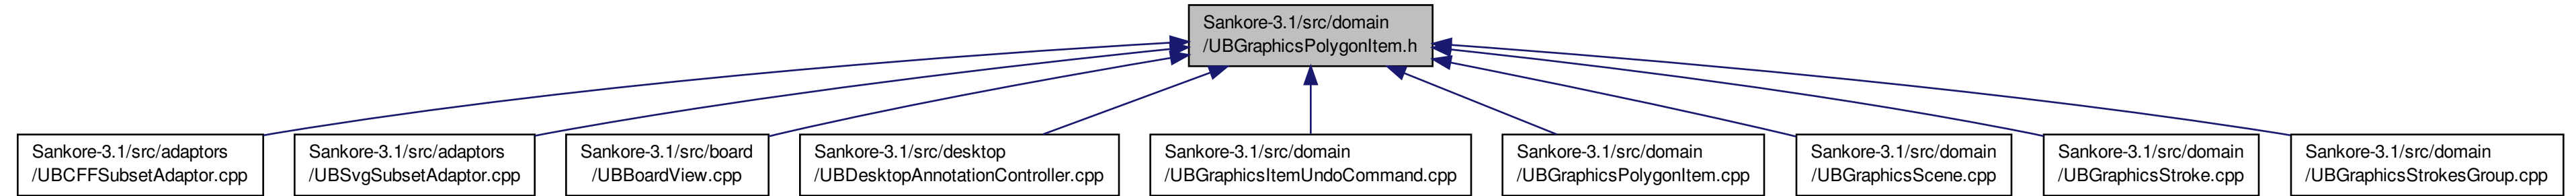 Sankore-3.1/src/domain
/UBGraphicsPolygonItem.h
Sankore-3.1/src/adaptors
/UBCFFSubsetAdaptor.cpp
Sankore-3.1/src/adaptors
/UBSvgSubsetAdaptor.cpp
Sankore-3.1/src/board
/UBBoardView.cpp
Sankore-3.1/src/desktop
/UBDesktopAnnotationController.cpp
Sankore-3.1/src/domain
/UBGraphicsItemUndoCommand.cpp
Sankore-3.1/src/domain
/UBGraphicsPolygonItem.cpp
Sankore-3.1/src/domain
/UBGraphicsScene.cpp
Sankore-3.1/src/domain
/UBGraphicsStroke.cpp
Sankore-3.1/src/domain
/UBGraphicsStrokesGroup.cpp